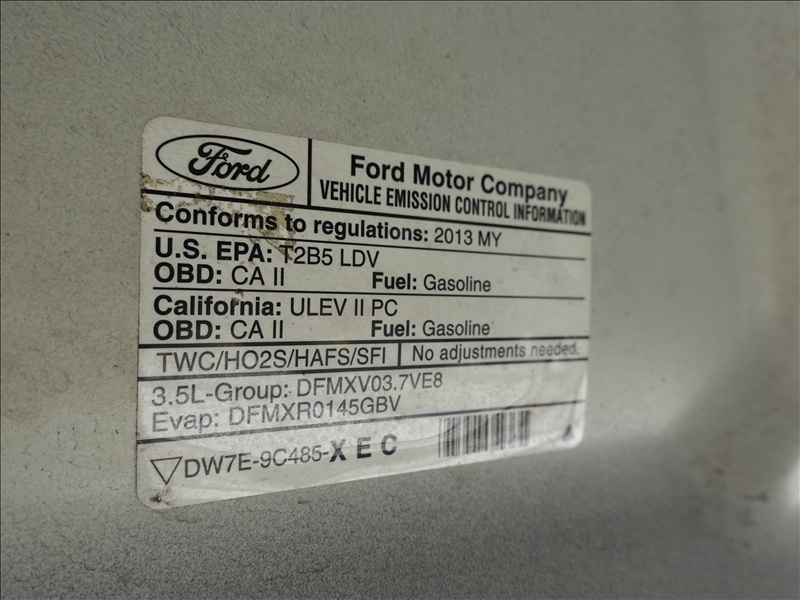 Ford
Ford Motor Company
VEHICLE EMISSION CONTROL INFORMATION
Conforms to regulations: 2013 MY
U.S. EPA: T2B5 LDV
OBD: CA II Fuel: Gasoline
California: ULEV II PC
OBD: CA II Fuel: Gasoline
TWC/HO2S/HAFS/SFI No adjustments needed.
3.5L-Group: DFMXV03.7VE8
Evap: DFMXR0145GBV
DW7E-9C485-XEC